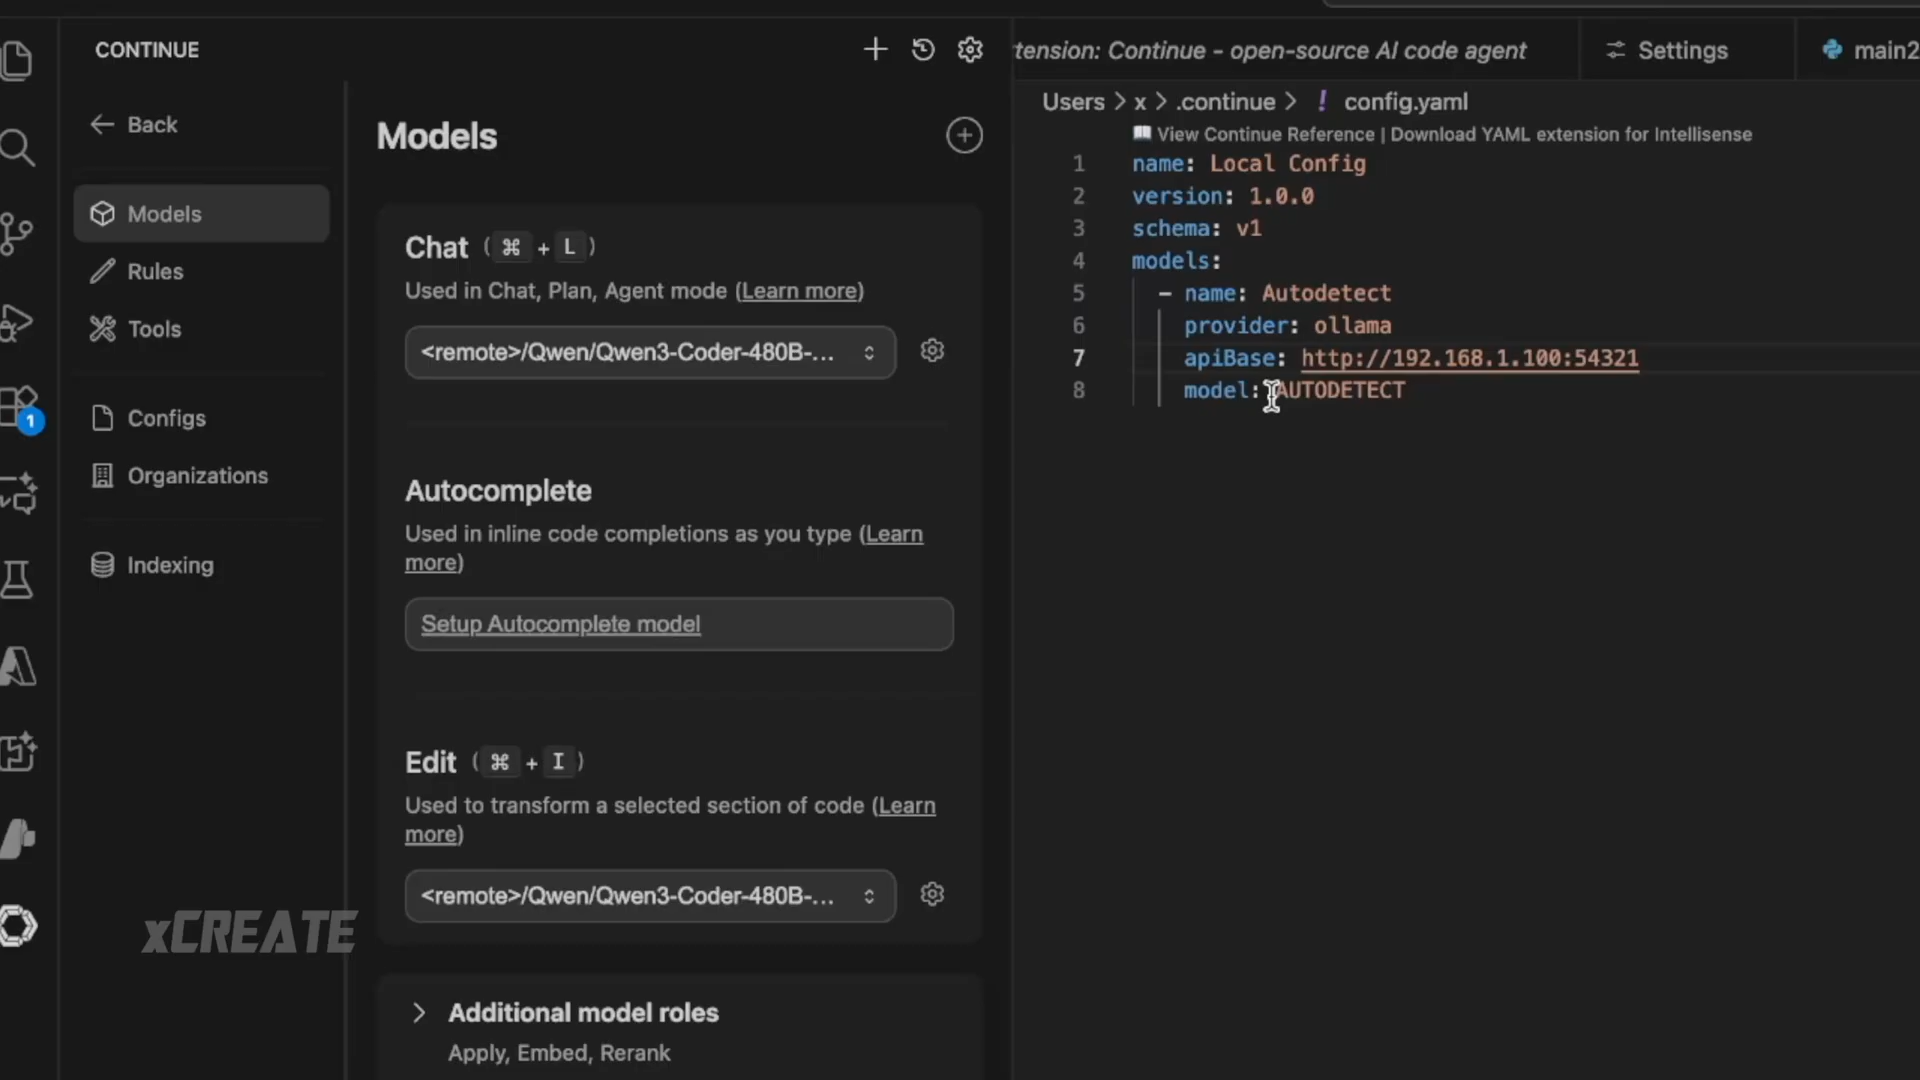 CONTINUE
Back
Models
Rules
Tools
Configs
Organizations
Indexing
1
Models
Chat (⌘ + L)
Used in Chat, Plan, Agent mode (Learn more)
<remote>/Qwen/Qwen3-Coder-480B-...
Autocomplete
Used in inline code completions as you type (Learn
more)
Setup Autocomplete model
Edit (⌘ + I)
Used to transform a selected section of code (Learn
more)
<remote>/Qwen/Qwen3-Coder-480B-...
Additional model roles
Apply, Embed, Rerank
tension: Continue - open-source AI code agent
Settings
main2
Users > x > .continue > ! config.yaml
View Continue Reference | Download YAML extension for Intellisense
1 name: Local Config
2 version: 1.0.0
3 schema: v1
4 models:
5 - name: Autodetect
6 provider: ollama
7 apiBase: http://192.168.1.100:54321
8 model: AUTODETECT
xCREATE